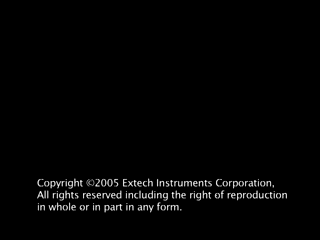 Copyright ©2005 Extech Instruments Corporation,
All rights reserved including the right of reproduction
in whole or in part in any form.